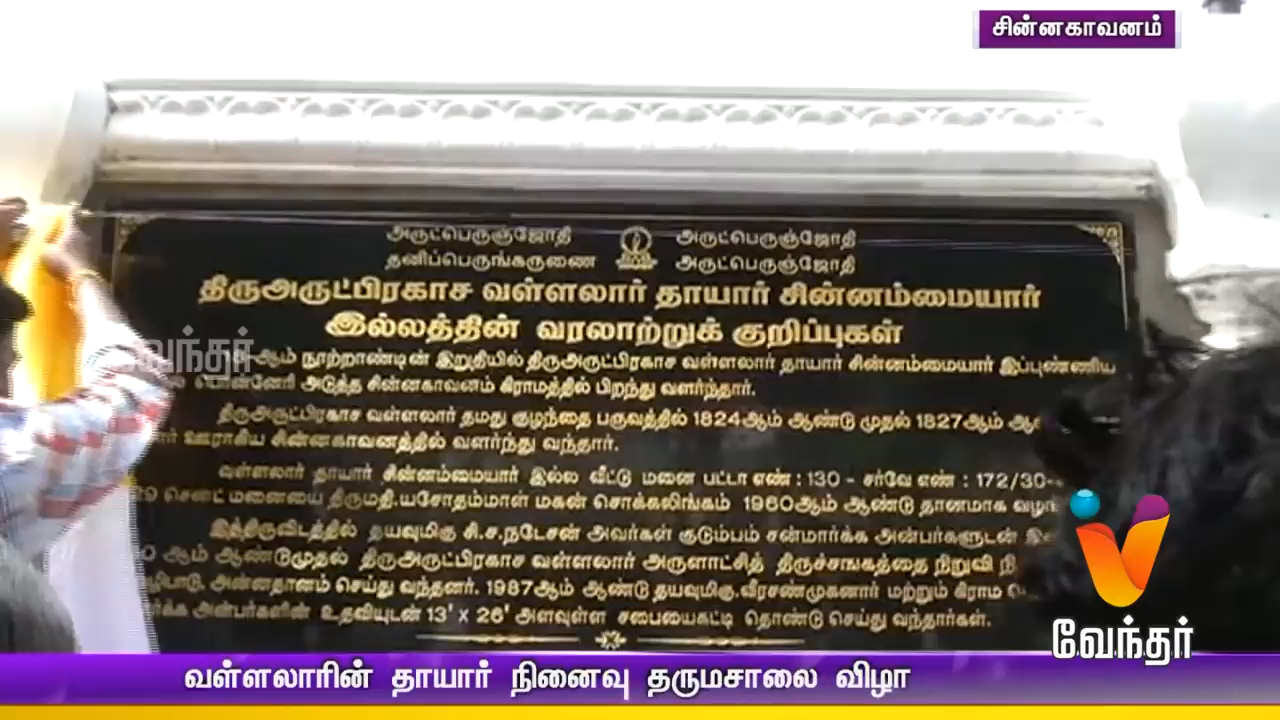 சின்னகாவனம்
அருட்பெருஞ்ஜோதி அருட்பெருஞ்ஜோதி
தனிப்பெருங்கருணை அருட்பெருஞ்ஜோதி
திருஅருட்பிரகாச வள்ளலார் தாயார் சின்னம்மையார்
இல்லத்தின் வரலாற்றுக் குறிப்புகள்
நூற்றாண்டின் இறுதியில் திருஅருட்பிரகாச வள்ளலார் தாயார் சின்னம்மையார் இப்புண்ணிய
அடுத்த சின்னகாவனம் கிராமத்தில் பிறந்து வளர்ந்தார்.
திருஅருட்பிரகாச வள்ளலார் தமது குழந்தை பருவத்தில் 1824ஆம் ஆண்டு முதல் 1827ஆம்
ஊராகிய சின்னகாவனத்தில் வளர்ந்து வந்தார்.
வள்ளலார் தாயார் சின்னம்மையார் இல்ல வீட்டு மனை பட்டா எண் : 130 - சர்வே எண் : 172/30
சென்ட் மனையை திருமதி.யசோதம்மாள் மகன் சொக்கலிங்கம் 1960ஆம் ஆண்டு தானமாக
இத்திருவிடத்தில் தயவுமிகு சி.ச.நடேசன் அவர்கள் குடும்பம் சன்மார்க்க அன்பர்களுடன்
ஆம் ஆண்டுமுதல் திருஅருட்பிரகாச வள்ளலார் அருளாட்சித் திருச்சங்கத்தை நிறுவி
அன்னதானம் செய்து வந்தனர். 1987ஆம் ஆண்டு தயவுமிகு.வீரசண்முகனார் மற்றும் கிராம
அன்பர்களின் உதவியுடன் 13' x 26' அளவுள்ள சபையைகட்டி தொண்டு செய்து வந்தார்கள்.
வேந்தர்
வேந்தர்
வள்ளலாரின் தாயார் நினைவு தருமசாலை விழா